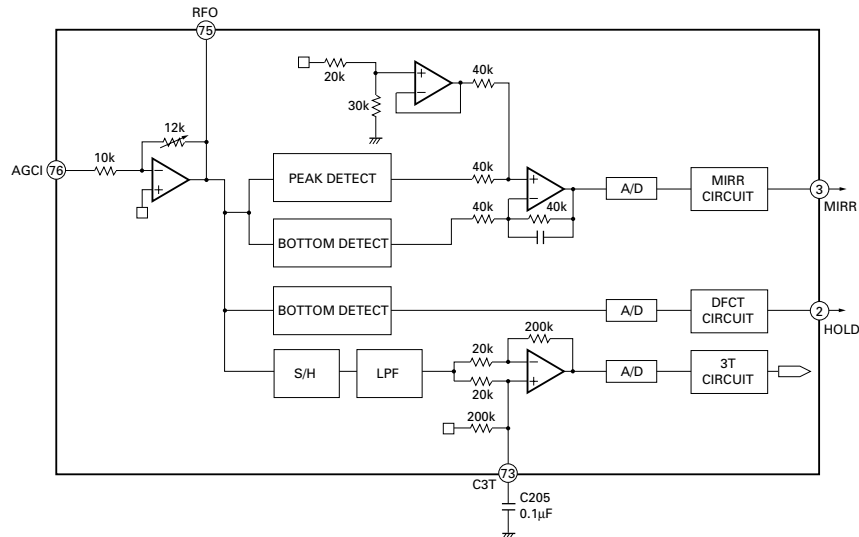 RFO
75
20k
+
−
40k
30k
12k
AGCI 76
10k
−
+
PEAK DETECT
40k
+
−
A/D
MIRR
CIRCUIT
3
MIRR
40k
40k
BOTTOM DETECT
BOTTOM DETECT
A/D
DFCT
CIRCUIT
2
HOLD
200k
S/H
LPF
20k
−
+
20k
A/D
3T
CIRCUIT
200k
73
C3T
C205
0.1μF